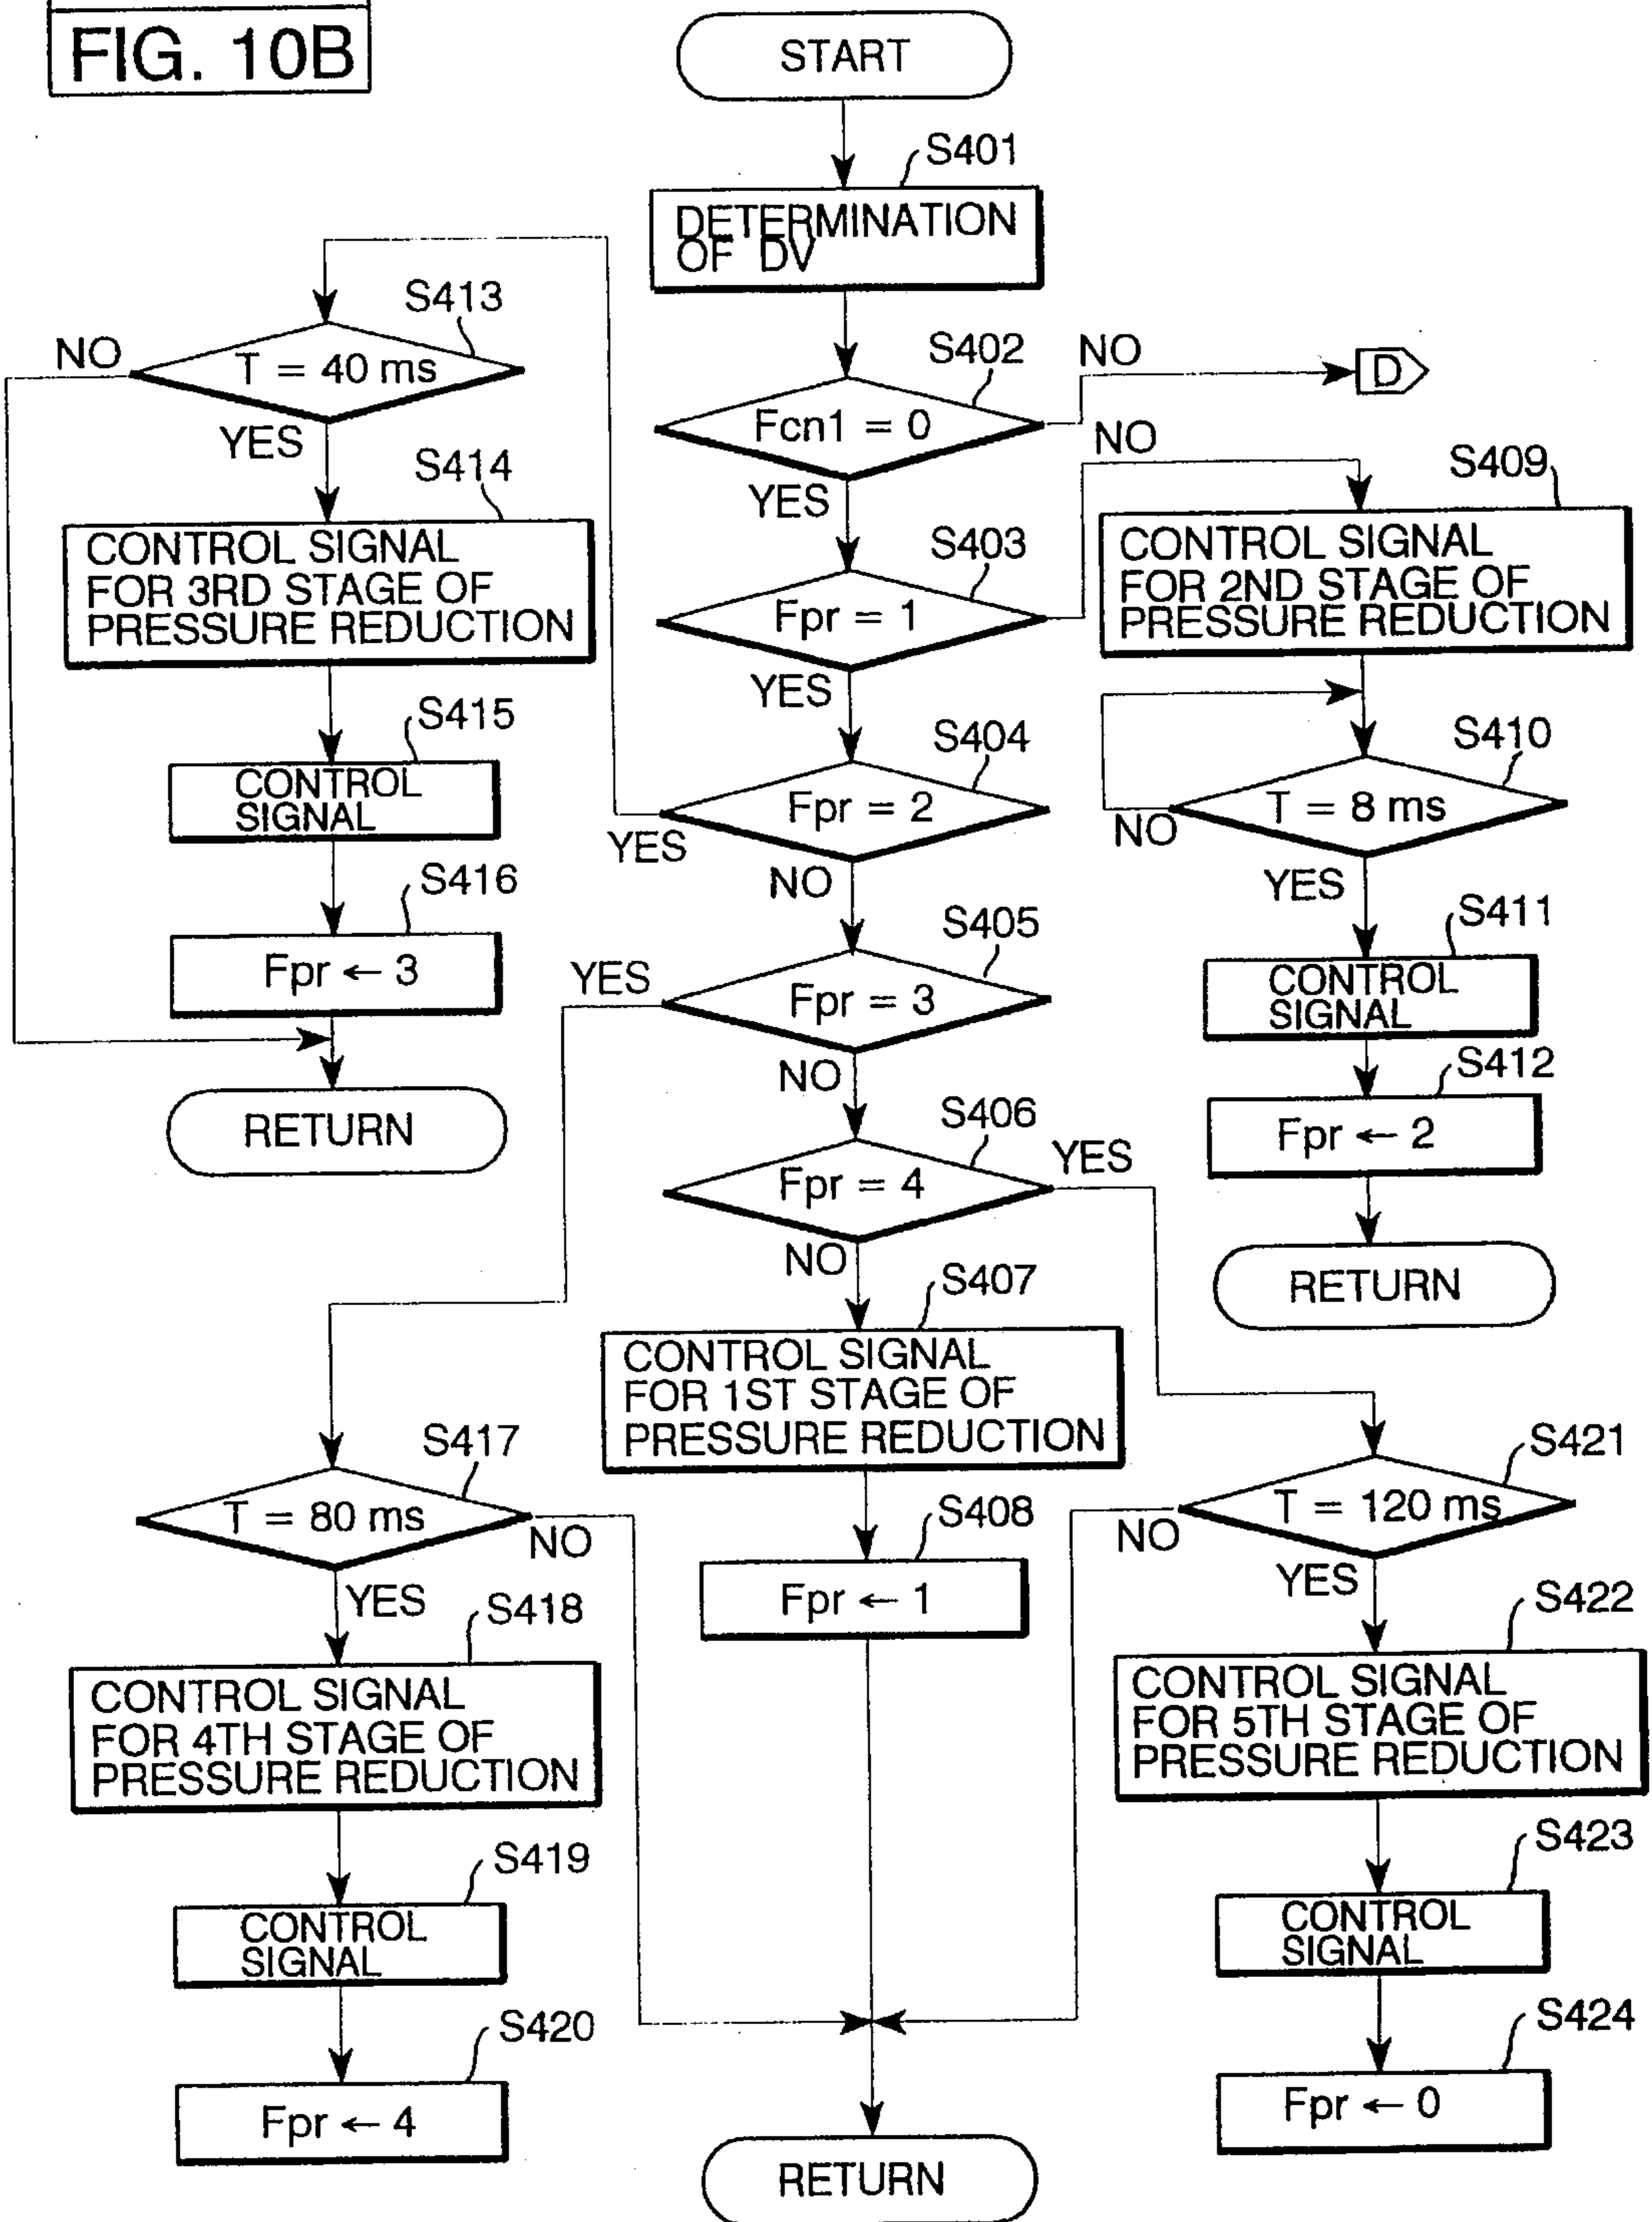 FIG. 10B
START
S401
DETERMINATION
OF DV
S402
Fcn1 = 0
NO
D
YES
S403
Fpr = 1
NO
YES
S404
Fpr = 2
YES
NO
S405
Fpr = 3
YES
NO
S406
Fpr = 4
YES
NO
S407
CONTROL SIGNAL
FOR 1ST STAGE OF
PRESSURE REDUCTION
S408
Fpr ← 1
RETURN
S409
CONTROL SIGNAL
FOR 2ND STAGE OF
PRESSURE REDUCTION
S410
T = 8 ms
NO
YES
S411
CONTROL
SIGNAL
S412
Fpr ← 2
RETURN
S413
T = 40 ms
NO
YES
S414
CONTROL SIGNAL
FOR 3RD STAGE OF
PRESSURE REDUCTION
S415
CONTROL
SIGNAL
S416
Fpr ← 3
RETURN
S417
T = 80 ms
NO
YES
S418
CONTROL SIGNAL
FOR 4TH STAGE OF
PRESSURE REDUCTION
S419
CONTROL
SIGNAL
S420
Fpr ← 4
S421
T = 120 ms
NO
YES
S422
CONTROL SIGNAL
FOR 5TH STAGE OF
PRESSURE REDUCTION
S423
CONTROL
SIGNAL
S424
Fpr ← 0